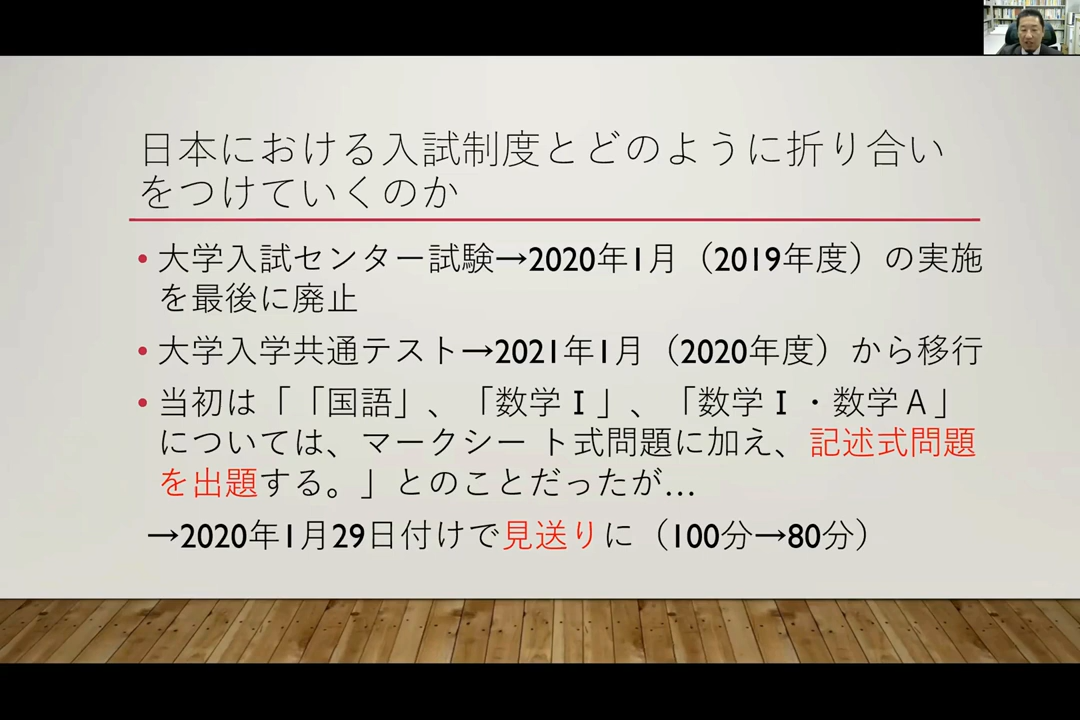 日本における入試制度とどのように折り合い
をつけていくのか
• 大学入試センター試験→2020年1月（2019年度）の実施
を最後に廃止
• 大学入学共通テスト→2021年1月（2020年度）から移行
• 当初は「「国語」、「数学Ⅰ」、「数学Ⅰ・数学Ａ」
については、マークシート式問題に加え、記述式問題
を出題する。」とのことだったが…
→2020年1月29日付けで見送りに（100分→80分）